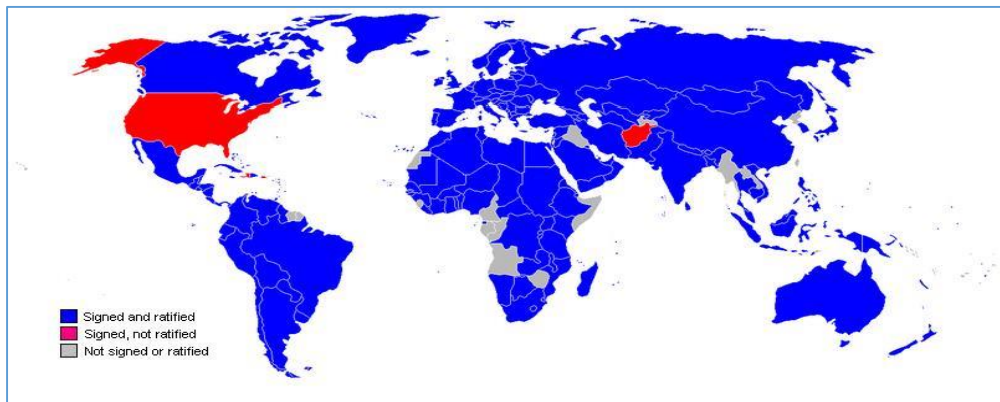 Signed and ratified
Signed, not ratified
Not signed or ratified